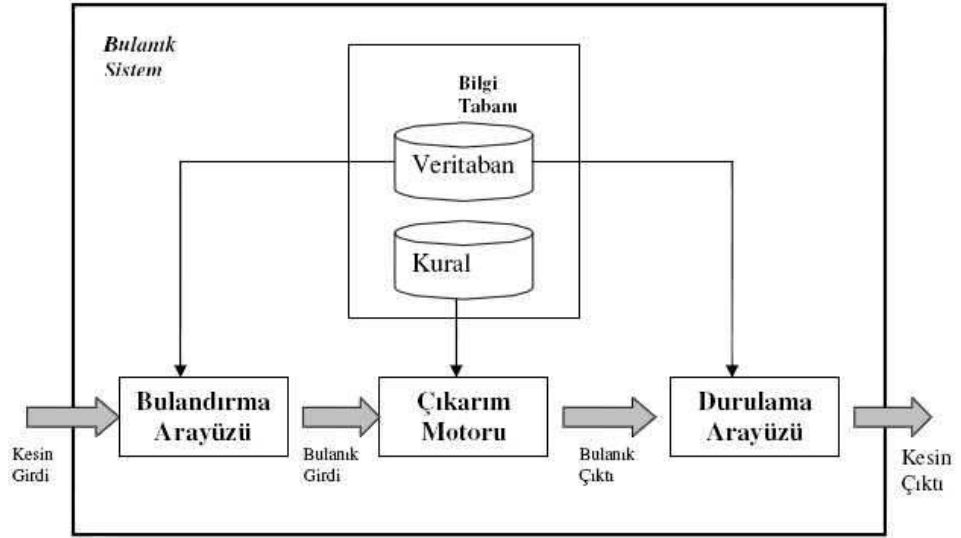 Bulanık
Sistem
Bilgi
Tabanı
Veritaban
Kural
Bulandırma
Arayüzü
Çıkarım
Motoru
Durulama
Arayüzü
Kesin
Girdi
Bulanık
Girdi
Bulanık
Çıktı
Kesin
Çıktı